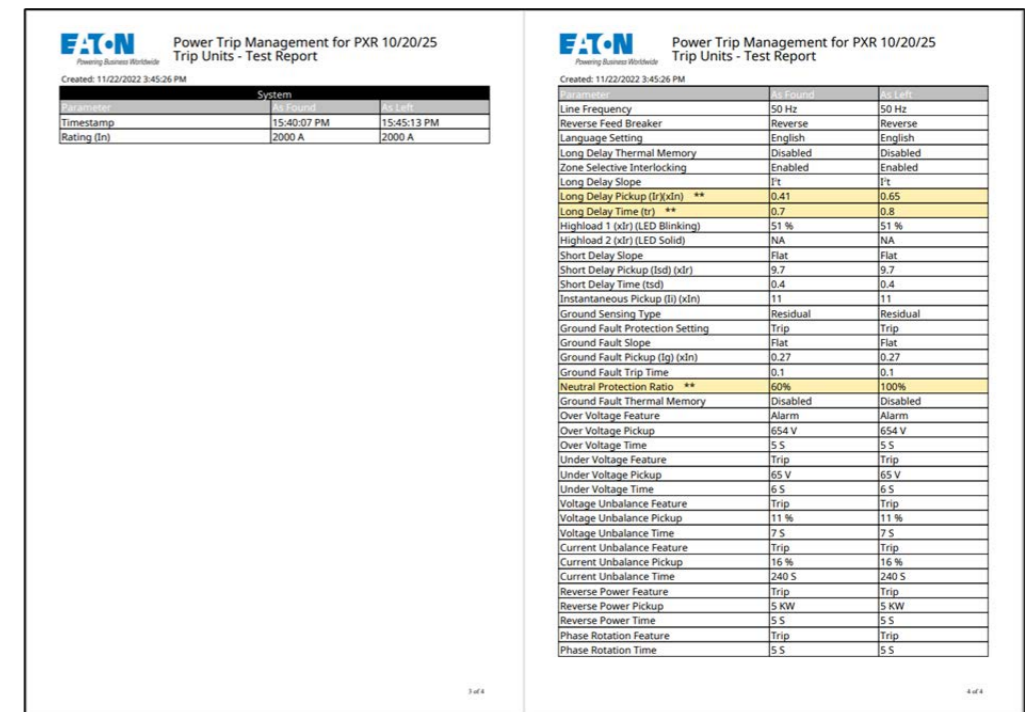 EATON
Powering Business Worldwide
Power Trip Management for PXR 10/20/25
Trip Units - Test Report
Created: 11/22/2022 3:45:26 PM
System
Parameter As Found As Left
Timestamp 15:40:07 PM 15:45:13 PM
Rating (In) 2000 A 2000 A
3 of 4
EATON
Powering Business Worldwide
Power Trip Management for PXR 10/20/25
Trip Units - Test Report
Created: 11/22/2022 3:45:26 PM
Parameter As Found As Left
Line Frequency 50 Hz 50 Hz
Reverse Feed Breaker Reverse Reverse
Language Setting English English
Long Delay Thermal Memory Disabled Disabled
Zone Selective Interlocking Enabled Enabled
Long Delay Slope I²t I²t
Long Delay Pickup (Ir)(xIn) ** 0.41 0.65
Long Delay Time (tr) ** 0.7 0.8
Highload 1 (xIr) (LED Blinking) 51 % 51 %
Highload 2 (xIr) (LED Solid) NA NA
Short Delay Slope Flat Flat
Short Delay Pickup (Isd) (xIr) 9.7 9.7
Short Delay Time (tsd) 0.4 0.4
Instantaneous Pickup (Ii) (xIn) 11 11
Ground Sensing Type Residual Residual
Ground Fault Protection Setting Trip Trip
Ground Fault Slope Flat Flat
Ground Fault Pickup (Ig) (xIn) 0.27 0.27
Ground Fault Trip Time 0.1 0.1
Neutral Protection Ratio ** 60% 100%
Ground Fault Thermal Memory Disabled Disabled
Over Voltage Feature Alarm Alarm
Over Voltage Pickup 654 V 654 V
Over Voltage Time 5 S 5 S
Under Voltage Feature Trip Trip
Under Voltage Pickup 65 V 65 V
Under Voltage Time 6 S 6 S
Voltage Unbalance Feature Trip Trip
Voltage Unbalance Pickup 11 % 11 %
Voltage Unbalance Time 7 S 7 S
Current Unbalance Feature Trip Trip
Current Unbalance Pickup 16 % 16 %
Current Unbalance Time 240 S 240 S
Reverse Power Feature Trip Trip
Reverse Power Pickup 5 KW 5 KW
Reverse Power Time 5 S 5 S
Phase Rotation Feature Trip Trip
Phase Rotation Time 5 S 5 S
4 of 4